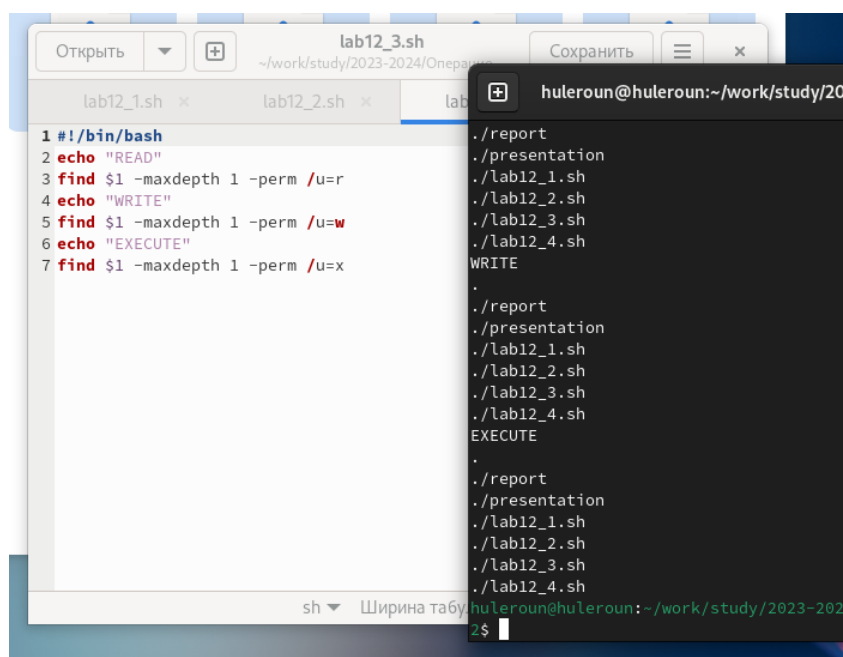 Открыть
lab12_3.sh
~/work/study/2023-2024/Операцио
Сохранить
lab12_1.sh ×
lab12_2.sh ×
lab
1 #!/bin/bash
2 echo "READ"
3 find $1 -maxdepth 1 -perm /u=r
4 echo "WRITE"
5 find $1 -maxdepth 1 -perm /u=w
6 echo "EXECUTE"
7 find $1 -maxdepth 1 -perm /u=x
sh
Ширина табу
huleroun@huleroun:~/work/study/20
./report
./presentation
./lab12_1.sh
./lab12_2.sh
./lab12_3.sh
./lab12_4.sh
WRITE
.
./report
./presentation
./lab12_1.sh
./lab12_2.sh
./lab12_3.sh
./lab12_4.sh
EXECUTE
.
./report
./presentation
./lab12_1.sh
./lab12_2.sh
./lab12_3.sh
./lab12_4.sh
huleroun@huleroun:~/work/study/2023-202
2$